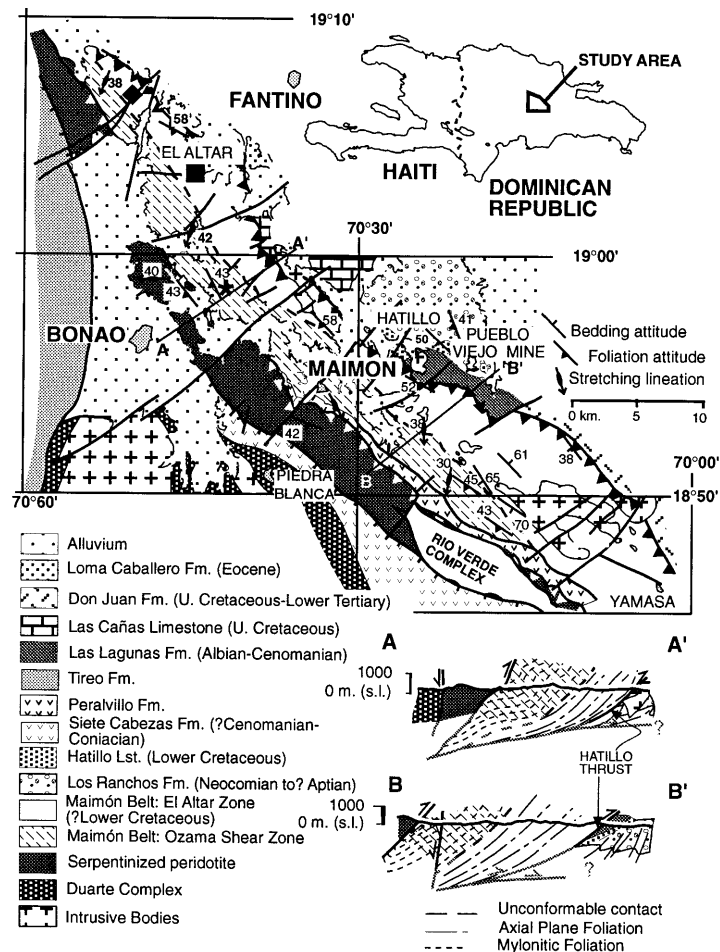 19°10'
STUDY AREA
38
FANTINO
58
EL ALTAR
HAITI
DOMINICAN
REPUBLIC
42
70°30'
A'
19°00'
40
43
43
HATILLO
41
58
50
PUEBLO
VIEJO MINE
Bedding attitude
BONAO
A
Foliation attitude
MAIMON
B'
Stretching lineation
52
0 km. 5 10
42
38
61
38
70°00'
30
PIEDRA
BLANCA
B
45 65
70°60'
18°50'
43
70
RIO VERDE
COMPLEX
YAMASA
Alluvium
Loma Caballero Fm. (Eocene)
Don Juan Fm. (U. Cretaceous-Lower Tertiary)
Las Cañas Limestone (U. Cretaceous)
Las Lagunas Fm. (Albian-Cenomanian)
Tireo Fm.
Peralvillo Fm.
Siete Cabezas Fm. (?Cenomanian-
Coniacian)
Hatillo Lst. (Lower Cretaceous)
Los Ranchos Fm. (Neocomian to? Aptian)
Maimón Belt: El Altar Zone
(?Lower Cretaceous)
Maimón Belt: Ozama Shear Zone
Serpentinized peridotite
Duarte Complex
Intrusive Bodies
A
A'
1000
0 m. (s.l.)
?
HATILLO
THRUST
B
B'
1000
0 m. (s.l.)
?
Unconformable contact
Axial Plane Foliation
Mylonitic Foliation